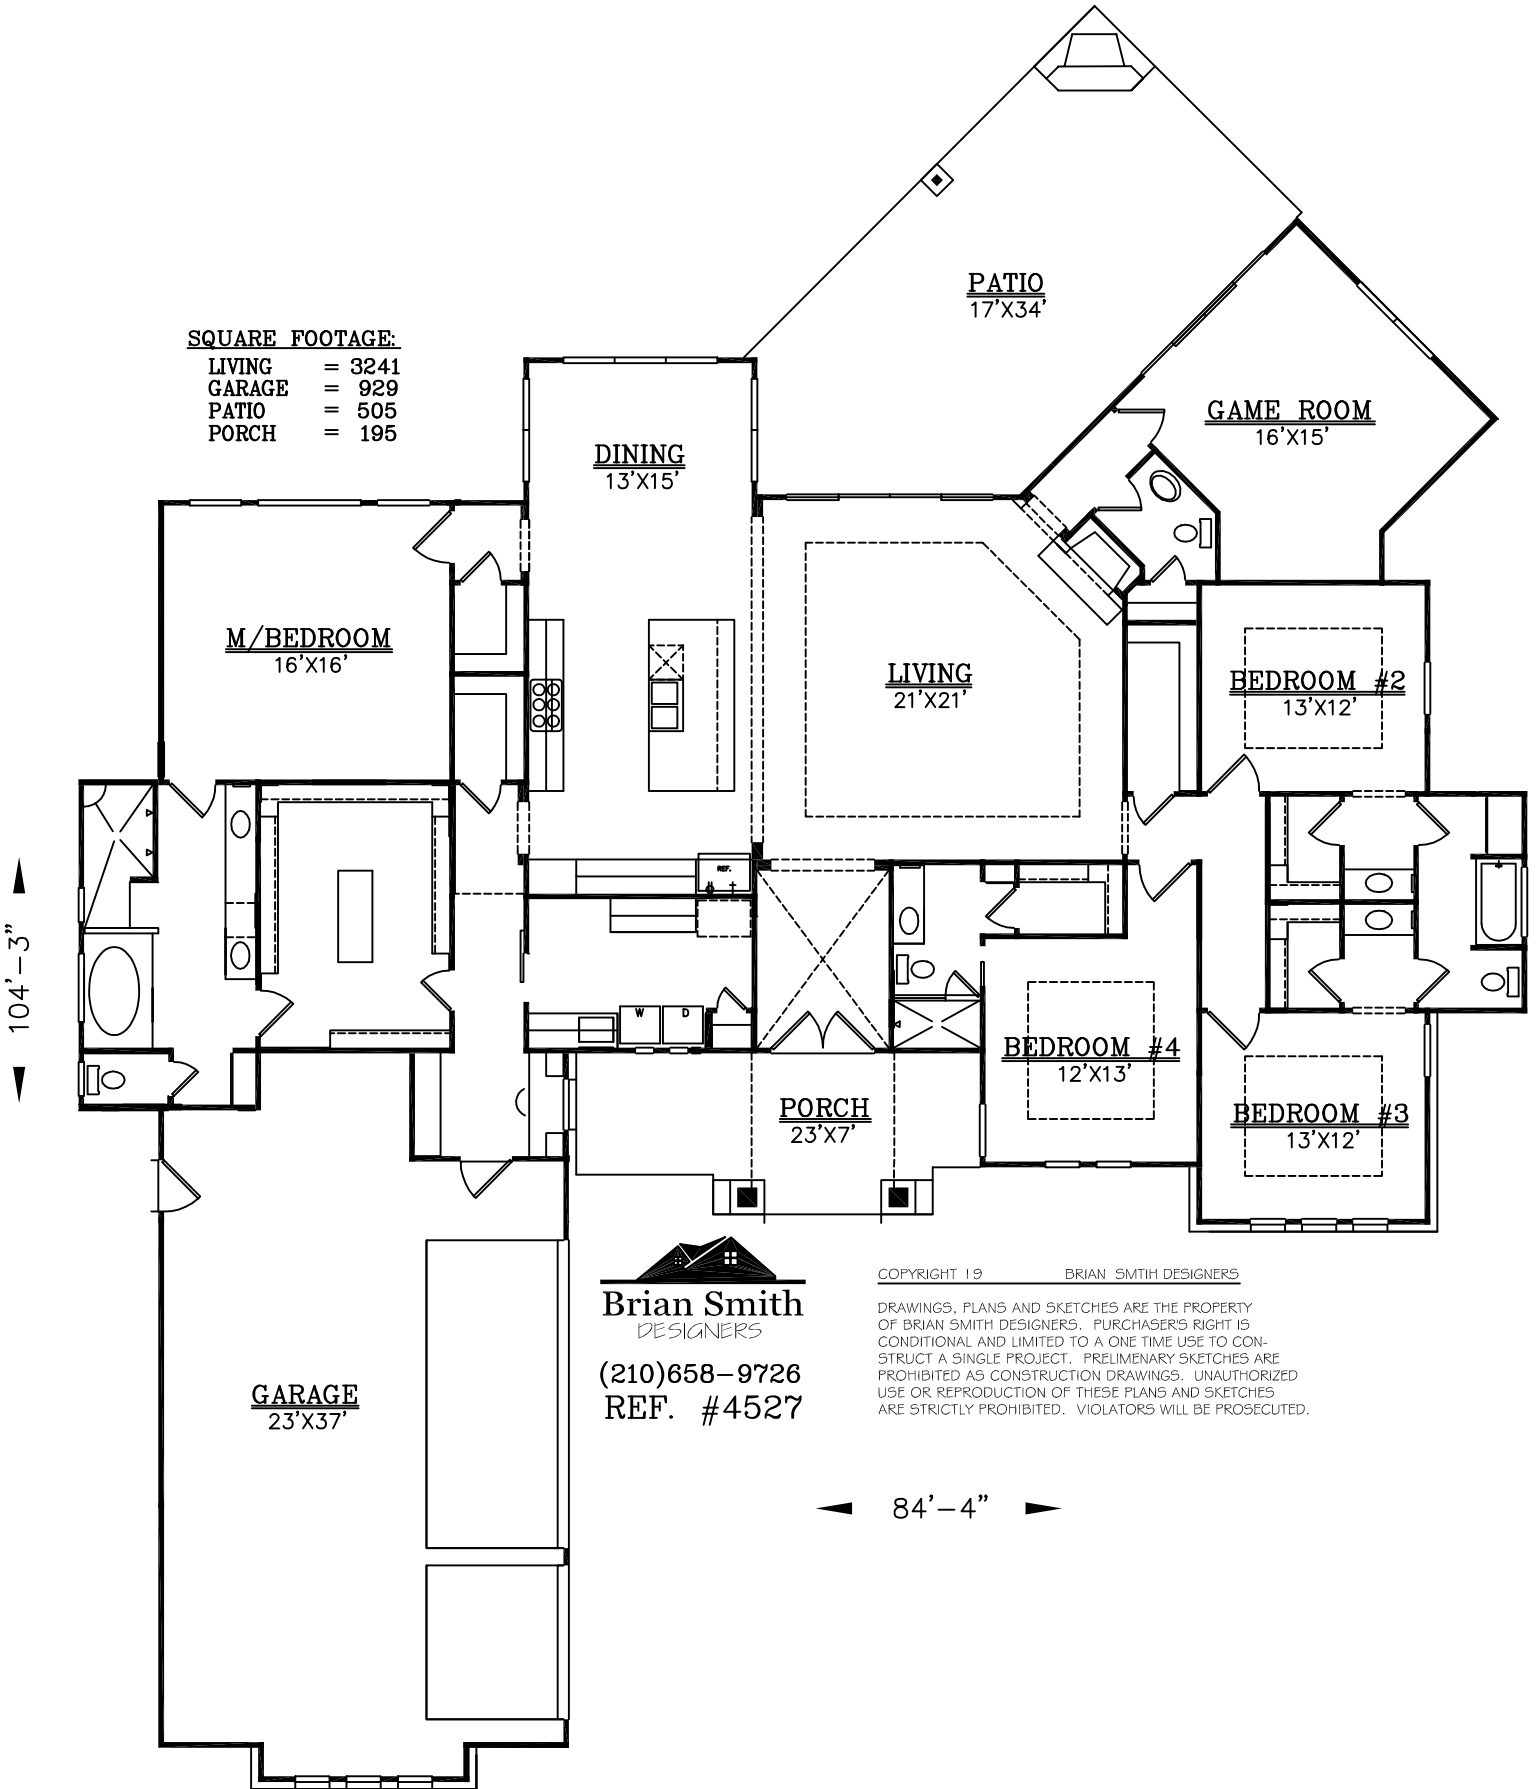 PATIO
17'X34'
SQUARE FOOTAGE:
LIVING = 3241
GARAGE = 929
PATIO = 505
PORCH = 195
GAME ROOM
16'X15'
DINING
13'X15'
M/BEDROOM
16'X16'
LIVING
21'X21'
BEDROOM #2
13'X12'
REF.
104'-3"
W
D
BEDROOM #4
12'X13'
PORCH
23'X7'
BEDROOM #3
13'X12'
Brian Smith
DESIGNERS
(210)658-9726
REF. #4527
COPYRIGHT 19 BRIAN SMTIH DESIGNERS
DRAWINGS, PLANS AND SKETCHES ARE THE PROPERTY
OF BRIAN SMITH DESIGNERS. PURCHASER'S RIGHT IS
CONDITIONAL AND LIMITED TO A ONE TIME USE TO CON-
STRUCT A SINGLE PROJECT. PRELIMENARY SKETCHES ARE
PROHIBITED AS CONSTRUCTION DRAWINGS. UNAUTHORIZED
USE OR REPRODUCTION OF THESE PLANS AND SKETCHES
ARE STRICTLY PROHIBITED. VIOLATORS WILL BE PROSECUTED.
GARAGE
23'X37'
84'-4"